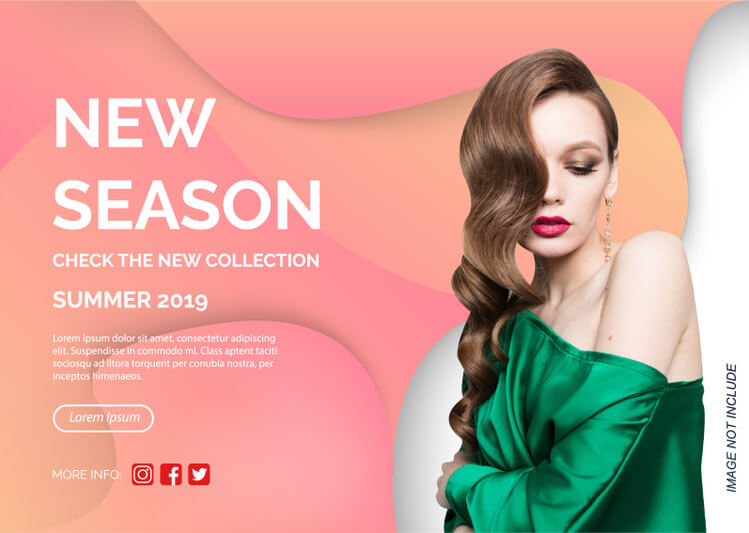 NEW
SEASON
CHECK THE NEW COLLECTION
SUMMER 2019
Lorem ipsum dolor sit amet, consectetur adipiscing
elit. Suspendisse in commodo mi. Class aptent taciti
sociosqu ad litora torquent per conubia nostra, per
inceptos himenaeos.
Lorem Ipsum
MORE INFO:
IMAGE NOT INCLUDE